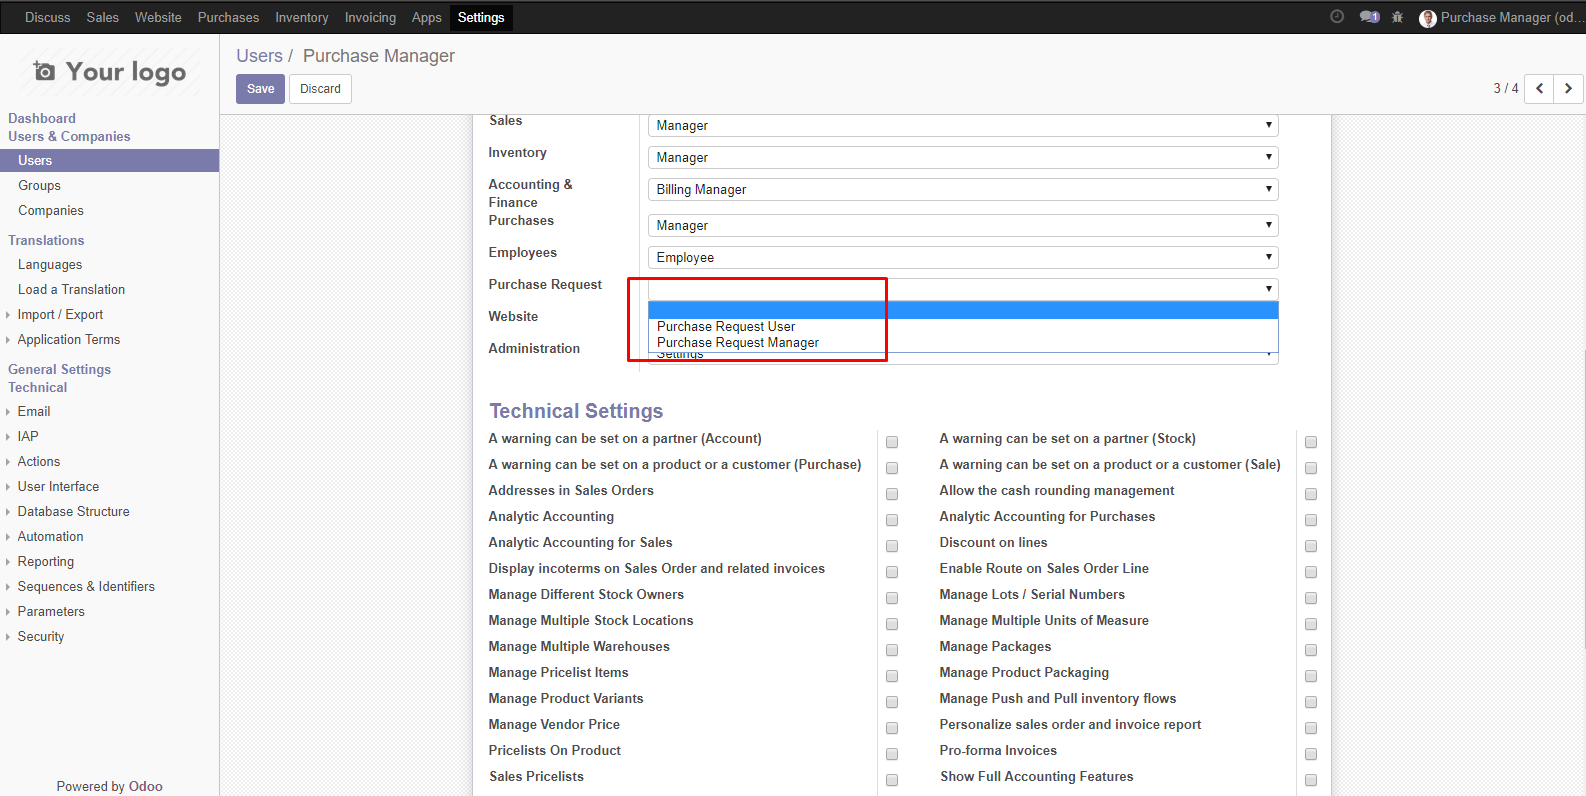 Discuss Sales Website Purchases Inventory Invoicing Apps Settings 1 Purchase Manager (od...
Your logo
Users / Purchase Manager
Save Discard
3 / 4
Dashboard
Users & Companies
Users
Groups
Companies
Translations
Languages
Load a Translation
Import / Export
Application Terms
General Settings
Technical
Email
IAP
Actions
User Interface
Database Structure
Automation
Reporting
Sequences & Identifiers
Parameters
Security
Powered by Odoo
Sales Manager
Inventory Manager
Accounting & Billing Manager
Finance
Purchases Manager
Employees Employee
Purchase Request
Website
Purchase Request User
Purchase Request Manager
Administration Settings
Technical Settings
A warning can be set on a partner (Account) A warning can be set on a partner (Stock)
A warning can be set on a product or a customer (Purchase) A warning can be set on a product or a customer (Sale)
Addresses in Sales Orders Allow the cash rounding management
Analytic Accounting Analytic Accounting for Purchases
Analytic Accounting for Sales Discount on lines
Display incoterms on Sales Order and related invoices Enable Route on Sales Order Line
Manage Different Stock Owners Manage Lots / Serial Numbers
Manage Multiple Stock Locations Manage Multiple Units of Measure
Manage Multiple Warehouses Manage Packages
Manage Pricelist Items Manage Product Packaging
Manage Product Variants Manage Push and Pull inventory flows
Manage Vendor Price Personalize sales order and invoice report
Pricelists On Product Pro-forma Invoices
Sales Pricelists Show Full Accounting Features